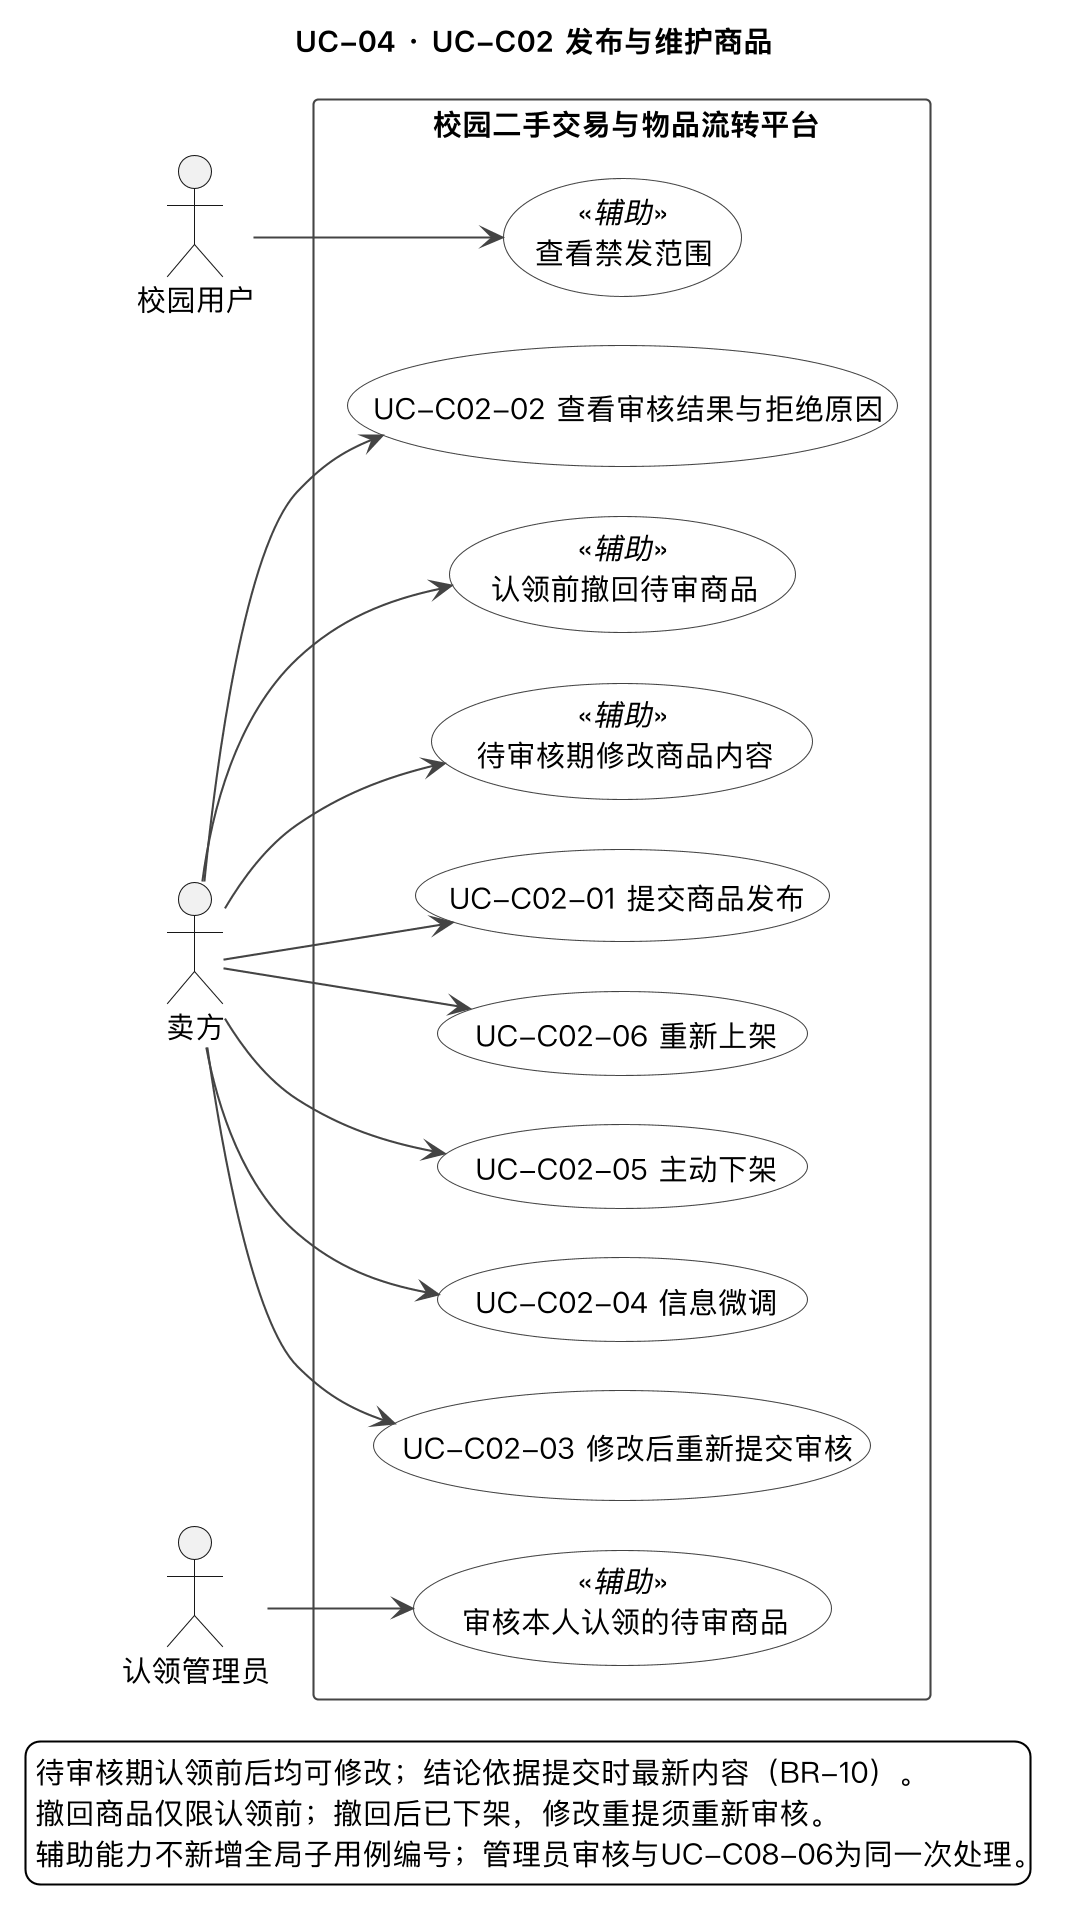 UC-04 · UC-C02 发布与维护商品
校园二手交易与物品流转平台
«辅助»
查看禁发范围
校园用户
UC-C02-02 查看审核结果与拒绝原因
«辅助»
认领前撤回待审商品
«辅助»
待审核期修改商品内容
UC-C02-01 提交商品发布
卖方
UC-C02-06 重新上架
UC-C02-05 主动下架
UC-C02-04 信息微调
UC-C02-03 修改后重新提交审核
«辅助»
审核本人认领的待审商品
认领管理员
待审核期认领前后均可修改；结论依据提交时最新内容（BR-10）。
撤回商品仅限认领前；撤回后已下架，修改重提须重新审核。
辅助能力不新增全局子用例编号；管理员审核与UC-C08-06为同一次处理。